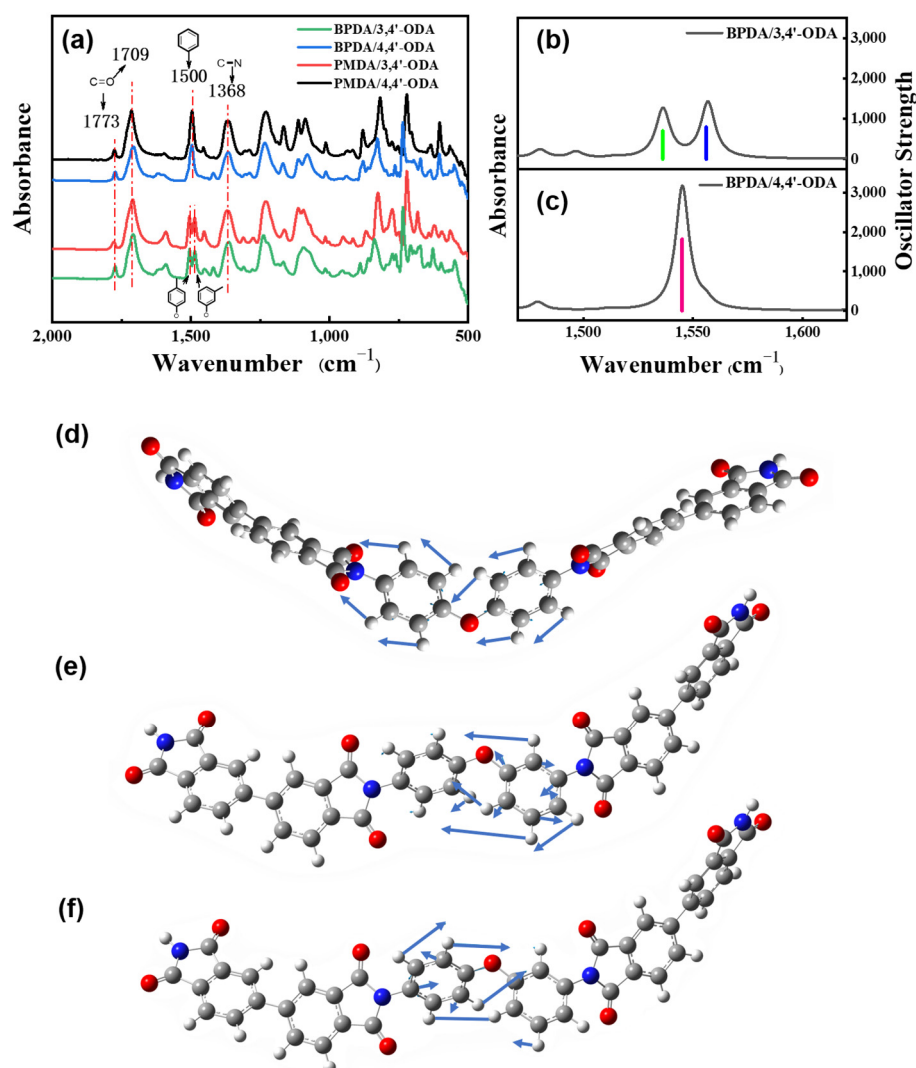 (a)
1709
C=O
1773
1500
C−N
1368
BPDA/3,4'-ODA
BPDA/4,4'-ODA
PMDA/3,4'-ODA
PMDA/4,4'-ODA
Absorbance
O
O
2,000 1,500 1,000 500
Wavenumber (cm⁻¹)
(b)
BPDA/3,4'-ODA
3,000
2,000
1,000
0
(c)
BPDA/4,4'-ODA
3,000
2,000
1,000
0
Absorbance
Oscillator Strength
1,500 1,550 1,600
Wavenumber (cm⁻¹)
(d)
(e)
(f)